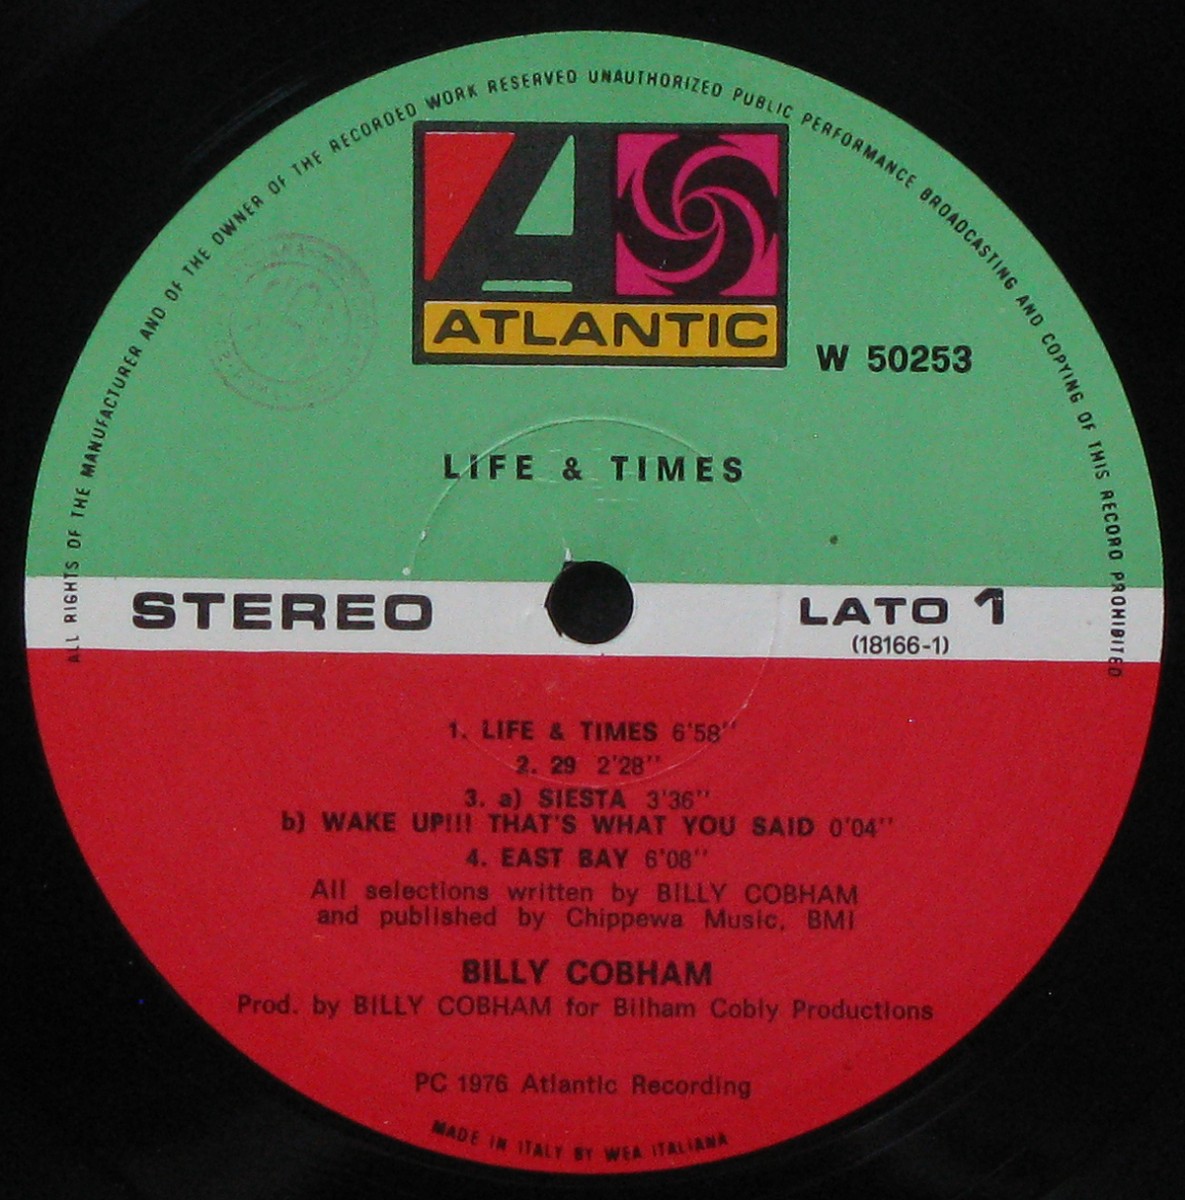 ALL RIGHTS OF THE MANUFACTURER AND OF THE OWNER OF THE RECORDED WORK RESERVED UNAUTHORIZED PUBLIC PERFORMANCE BROADCASTING AND COPYING OF THIS RECORD PROHIBITED
ATLANTIC
W 50253
LIFE & TIMES
STEREO
LATO 1
(18166-1)
1. LIFE & TIMES 6'58''
2. 29 2'28''
3. a) SIESTA 3'36''
b) WAKE UP!!! THAT'S WHAT YOU SAID 0'04''
4. EAST BAY 6'08''
All selections written by BILLY COBHAM
and published by Chippewa Music, BMI
BILLY COBHAM
Prod. by BILLY COBHAM for Bilham Cobly Productions
PC 1976 Atlantic Recording
MADE IN ITALY BY WEA ITALIANA